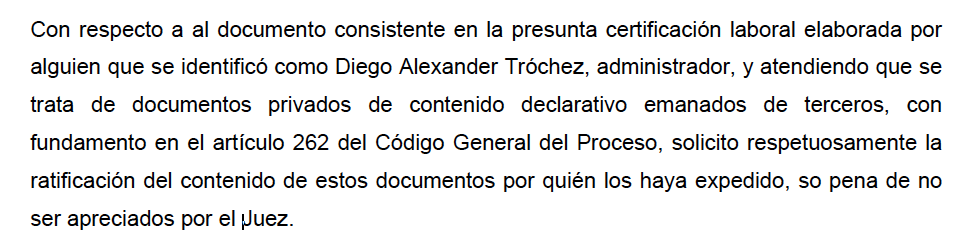 Con respecto a al documento consistente en la presunta certificación laboral elaborada por
alguien que se identificó como Diego Alexander Tróchez, administrador, y atendiendo que se
trata de documentos privados de contenido declarativo emanados de terceros, con
fundamento en el artículo 262 del Código General del Proceso, solicito respetuosamente la
ratificación del contenido de estos documentos por quién los haya expedido, so pena de no
ser apreciados por el Juez.